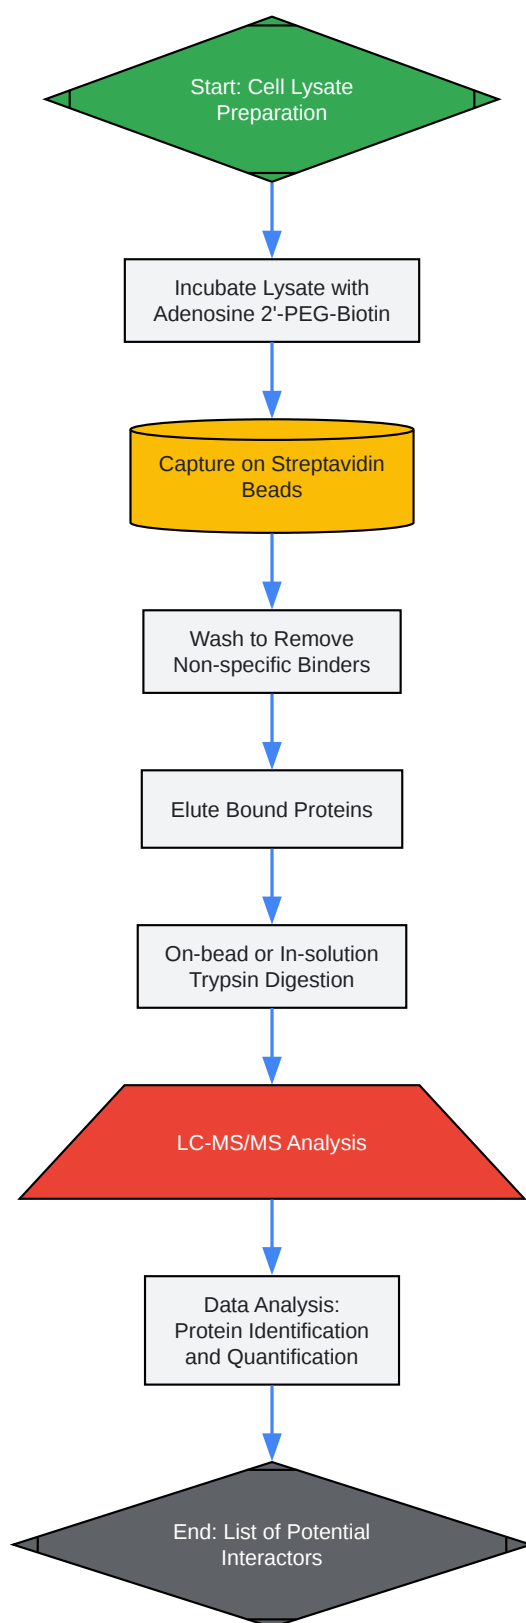 Start: Cell Lysate
Preparation
Incubate Lysate with
Adenosine 2'-PEG-Biotin
Capture on Streptavidin
Beads
Wash to Remove
Non-specific Binders
Elute Bound Proteins
On-bead or In-solution
Trypsin Digestion
LC-MS/MS Analysis
Data Analysis:
Protein Identification
and Quantification
End: List of Potential
Interactors